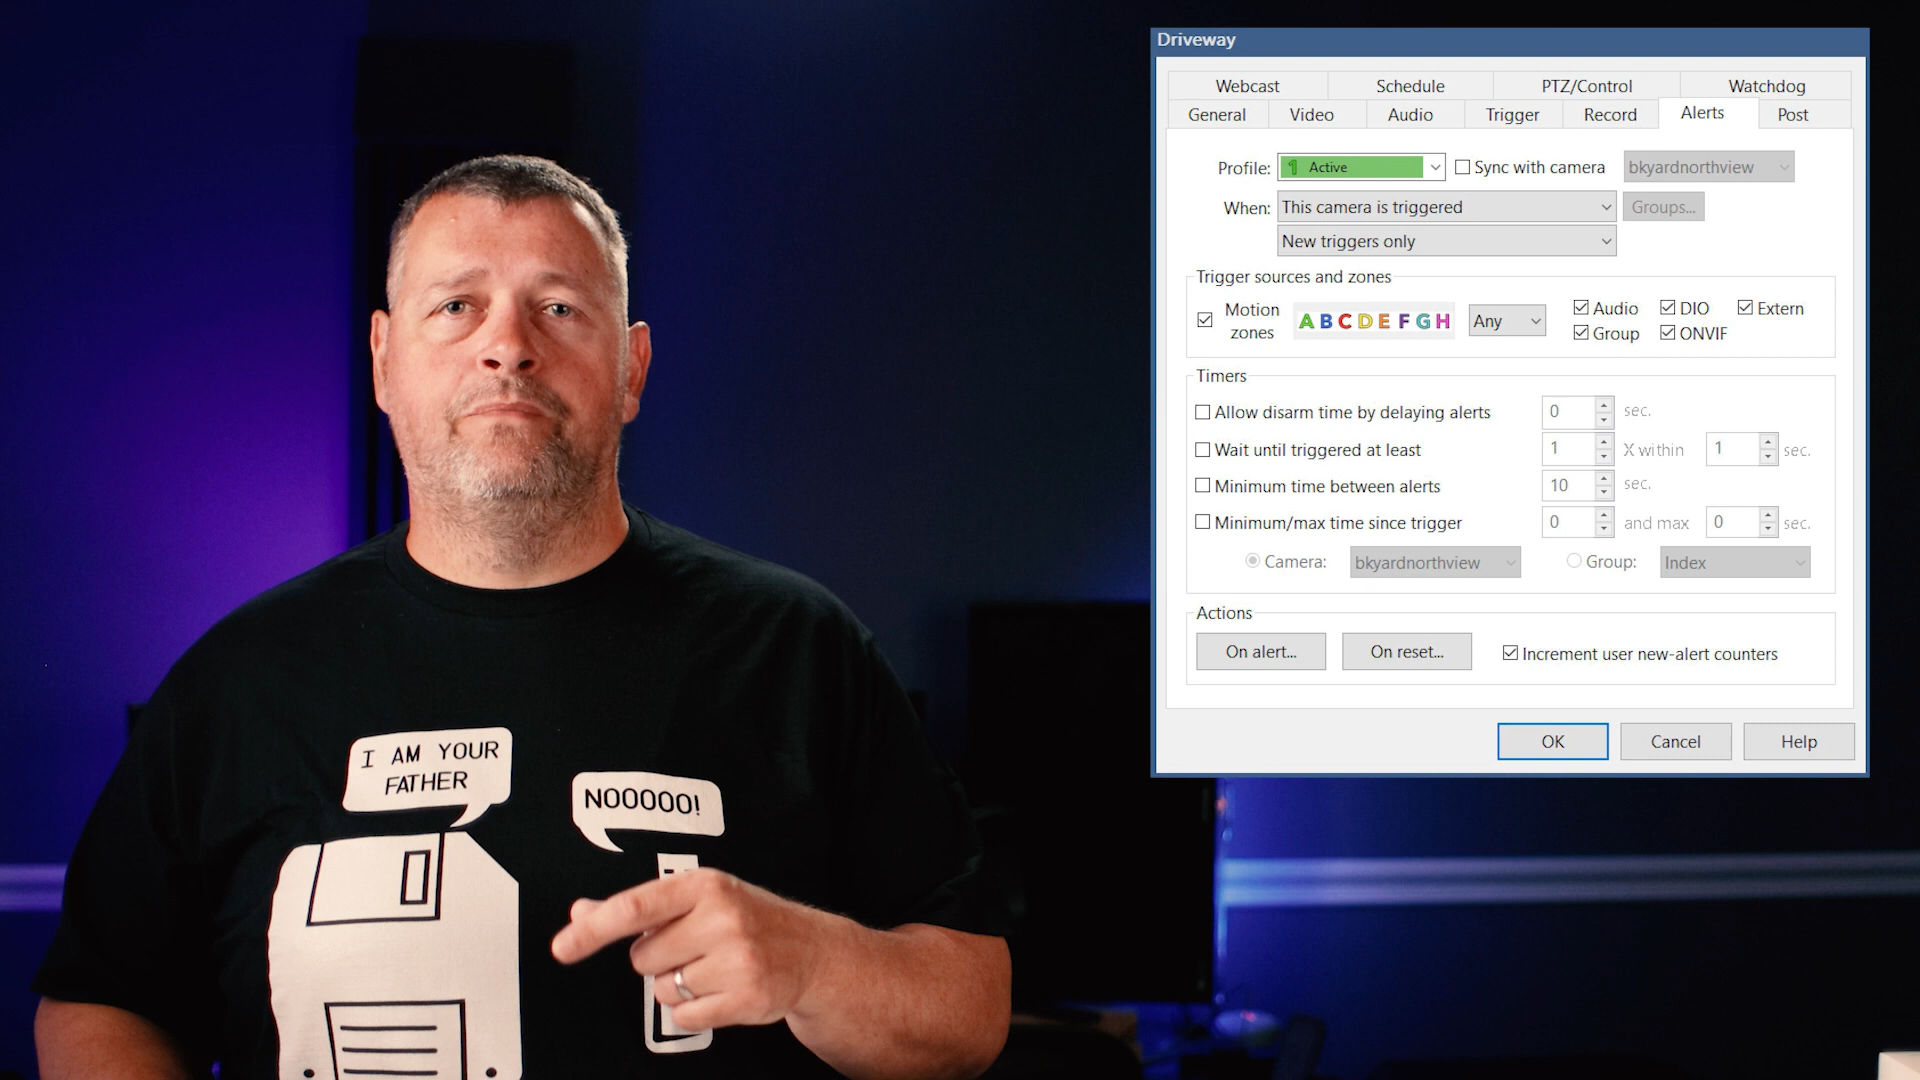 Driveway
Webcast Schedule PTZ/Control Watchdog
General Video Audio Trigger Record Alerts Post
Profile: 1 Active Sync with camera bkyardnorthview
When: This camera is triggered Groups...
New triggers only
Trigger sources and zones
Motion zones A B C D E F G H Any Audio DIO Extern
Group ONVIF
Timers
Allow disarm time by delaying alerts 0 sec.
Wait until triggered at least 1 X within 1 sec.
Minimum time between alerts 10 sec.
Minimum/max time since trigger 0 and max 0 sec.
Camera: bkyardnorthview Group: Index
Actions
On alert... On reset... Increment user new-alert counters
OK Cancel Help
I AM YOUR
FATHER
NOOOOO!